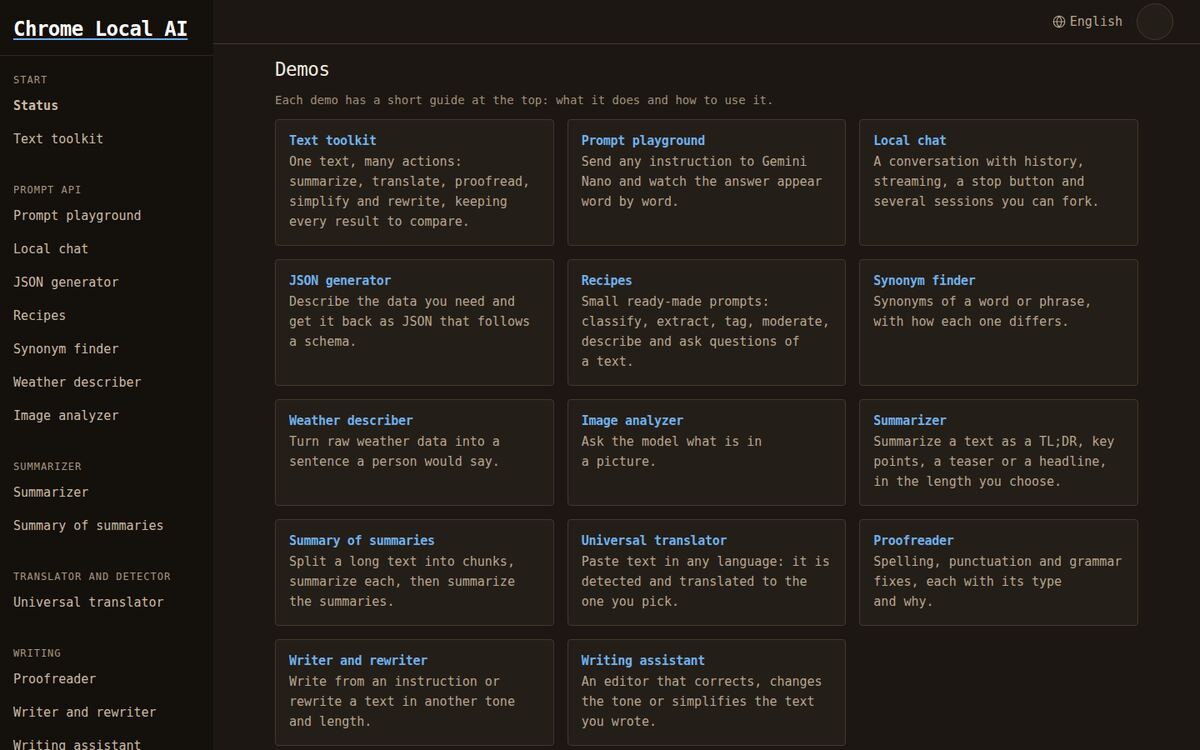 Chrome Local AI
START
Status
Text toolkit
PROMPT API
Prompt playground
Local chat
JSON generator
Recipes
Synonym finder
Weather describer
Image analyzer
SUMMARIZER
Summarizer
Summary of summaries
TRANSLATOR AND DETECTOR
Universal translator
WRITING
Proofreader
Writer and rewriter
Writing assistant
English
Demos
Each demo has a short guide at the top: what it does and how to use it.
Text toolkit
One text, many actions:
summarize, translate, proofread,
simplify and rewrite, keeping
every result to compare.
Prompt playground
Send any instruction to Gemini
Nano and watch the answer appear
word by word.
Local chat
A conversation with history,
streaming, a stop button and
several sessions you can fork.
JSON generator
Describe the data you need and
get it back as JSON that follows
a schema.
Recipes
Small ready-made prompts:
classify, extract, tag, moderate,
describe and ask questions of
a text.
Synonym finder
Synonyms of a word or phrase,
with how each one differs.
Weather describer
Turn raw weather data into a
sentence a person would say.
Image analyzer
Ask the model what is in
a picture.
Summarizer
Summarize a text as a TL;DR, key
points, a teaser or a headline,
in the length you choose.
Summary of summaries
Split a long text into chunks,
summarize each, then summarize
the summaries.
Universal translator
Paste text in any language: it is
detected and translated to the
one you pick.
Proofreader
Spelling, punctuation and grammar
fixes, each with its type
and why.
Writer and rewriter
Write from an instruction or
rewrite a text in another tone
and length.
Writing assistant
An editor that corrects, changes
the tone or simplifies the text
you wrote.